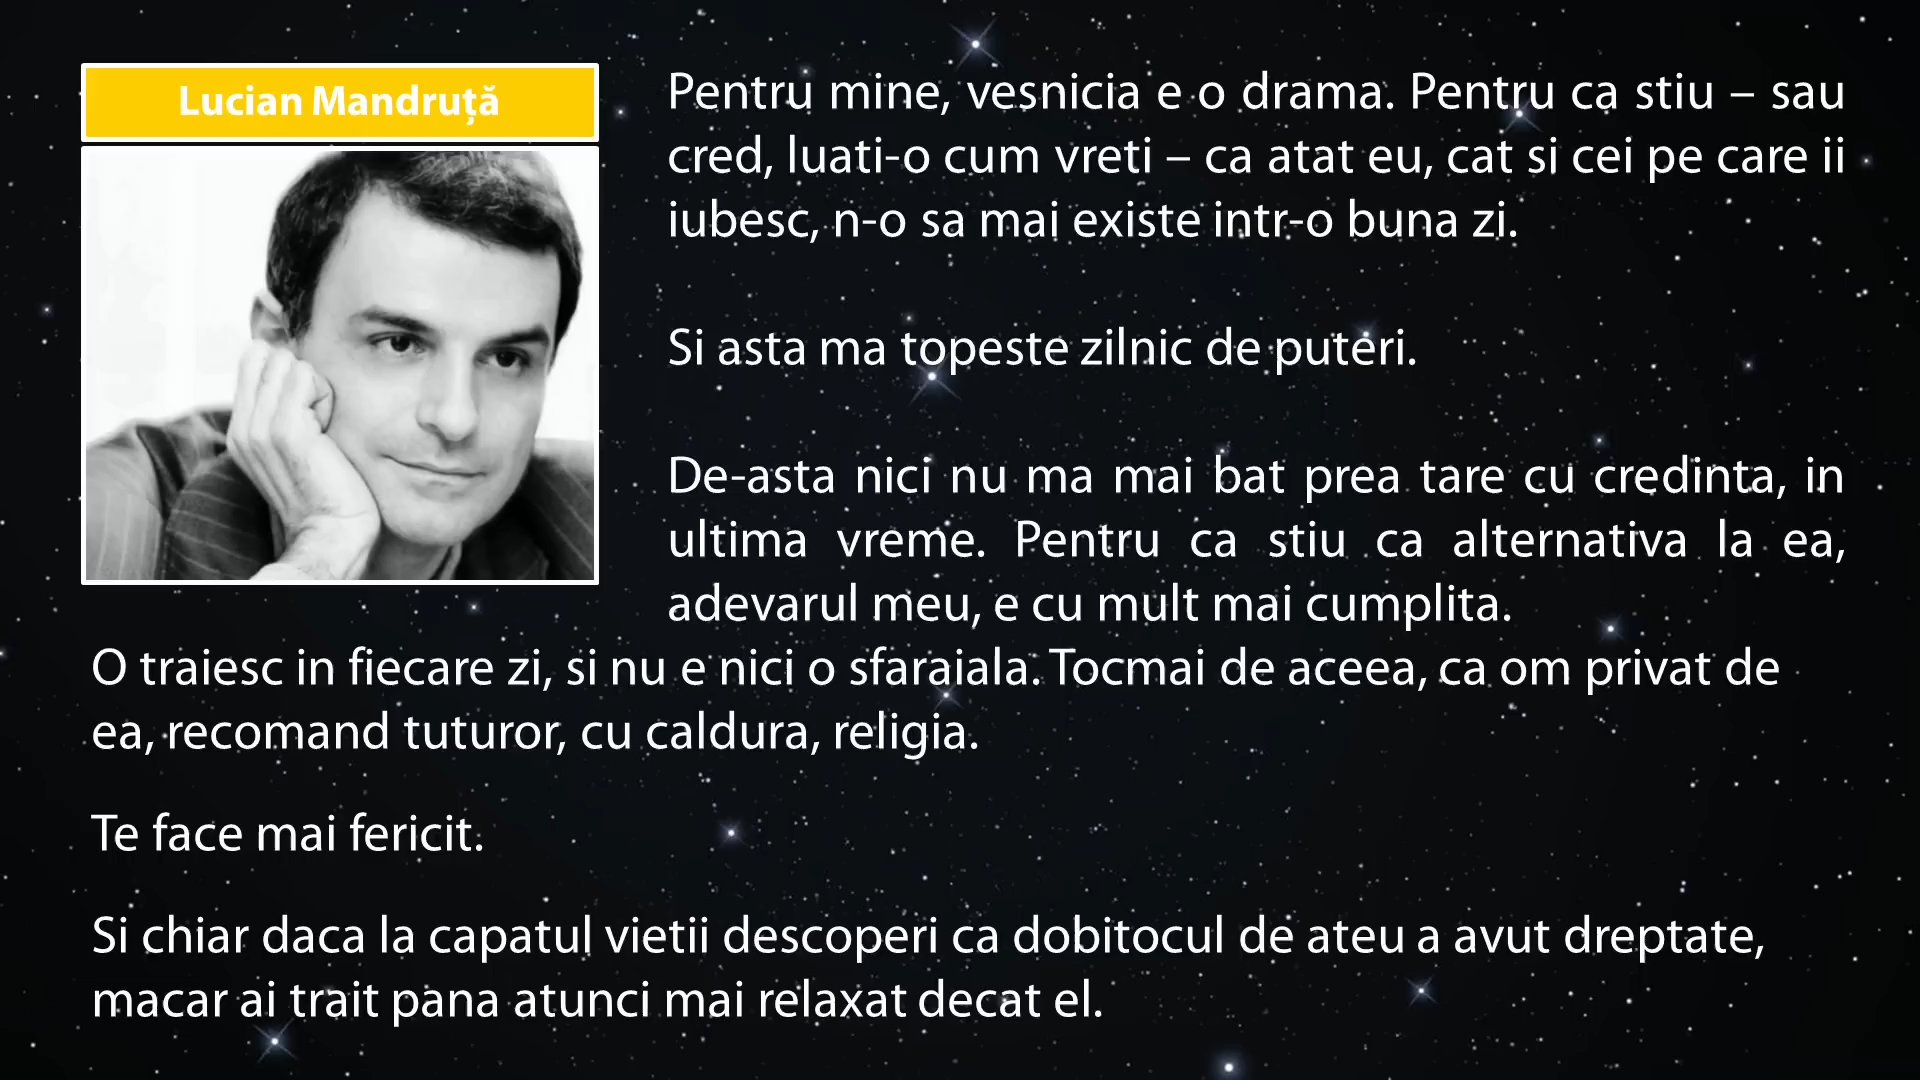 Lucian Mandruță
Pentru mine, vesnicia e o drama. Pentru ca stiu – sau
cred, luati-o cum vreti – ca atat eu, cat si cei pe care ii
iubesc, n-o sa mai existe intr-o buna zi.
Si asta ma topeste zilnic de puteri.
De-asta nici nu ma mai bat prea tare cu credinta, in
ultima vreme. Pentru ca stiu ca alternativa la ea,
adevarul meu, e cu mult mai cumplita.
O traiesc in fiecare zi, si nu e nici o sfaraiala. Tocmai de aceea, ca om privat de
ea, recomand tuturor, cu caldura, religia.
Te face mai fericit.
Si chiar daca la capatul vietii descoperi ca dobitocul de ateu a avut dreptate,
macar ai trait pana atunci mai relaxat decat el.